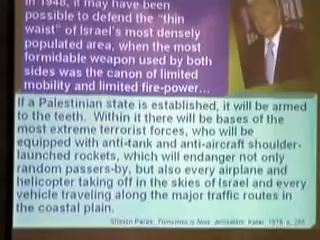 In 1948, it may have been
possible to defend the "thin
waist" of Israel's most densely
populated area, when the most
formidable weapon used by both
sides was the canon of limited
mobility and limited fire-power...
If a Palestinian state is established, it will be armed
to the teeth. Within it there will be bases of the
most extreme terrorist forces, who will be
equipped with anti-tank and anti-aircraft shoulder-
launched rockets, which will endanger not only
random passers-by, but also every airplane and
helicopter taking off in the skies of Israel and every
vehicle traveling along the major traffic routes in
the coastal plain.
Shimon Peres, Tomorrow is Now, Jerusalem: Keter, 1978, p. 255